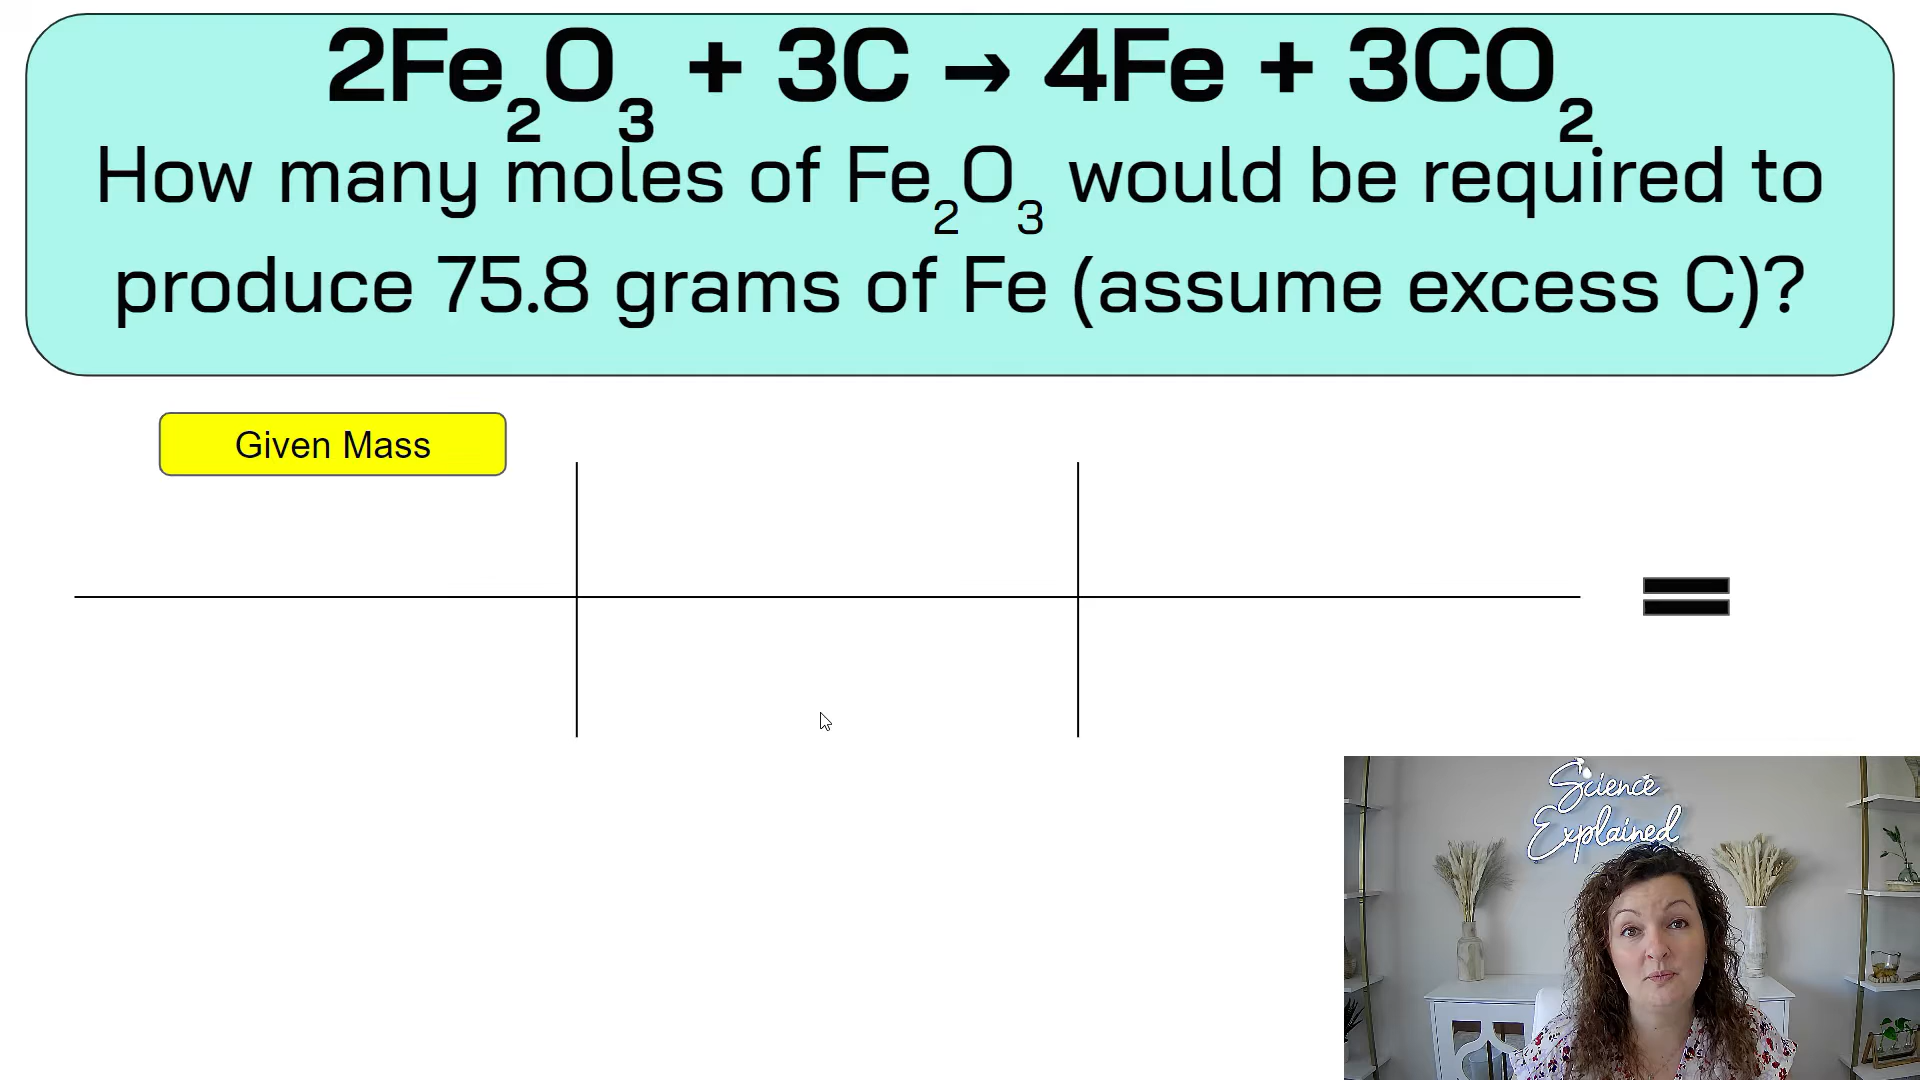 2Fe₂O₃ + 3C → 4Fe + 3CO₂
How many moles of Fe₂O₃ would be required to
produce 75.8 grams of Fe (assume excess C)?
Given Mass
=
Science
Explained